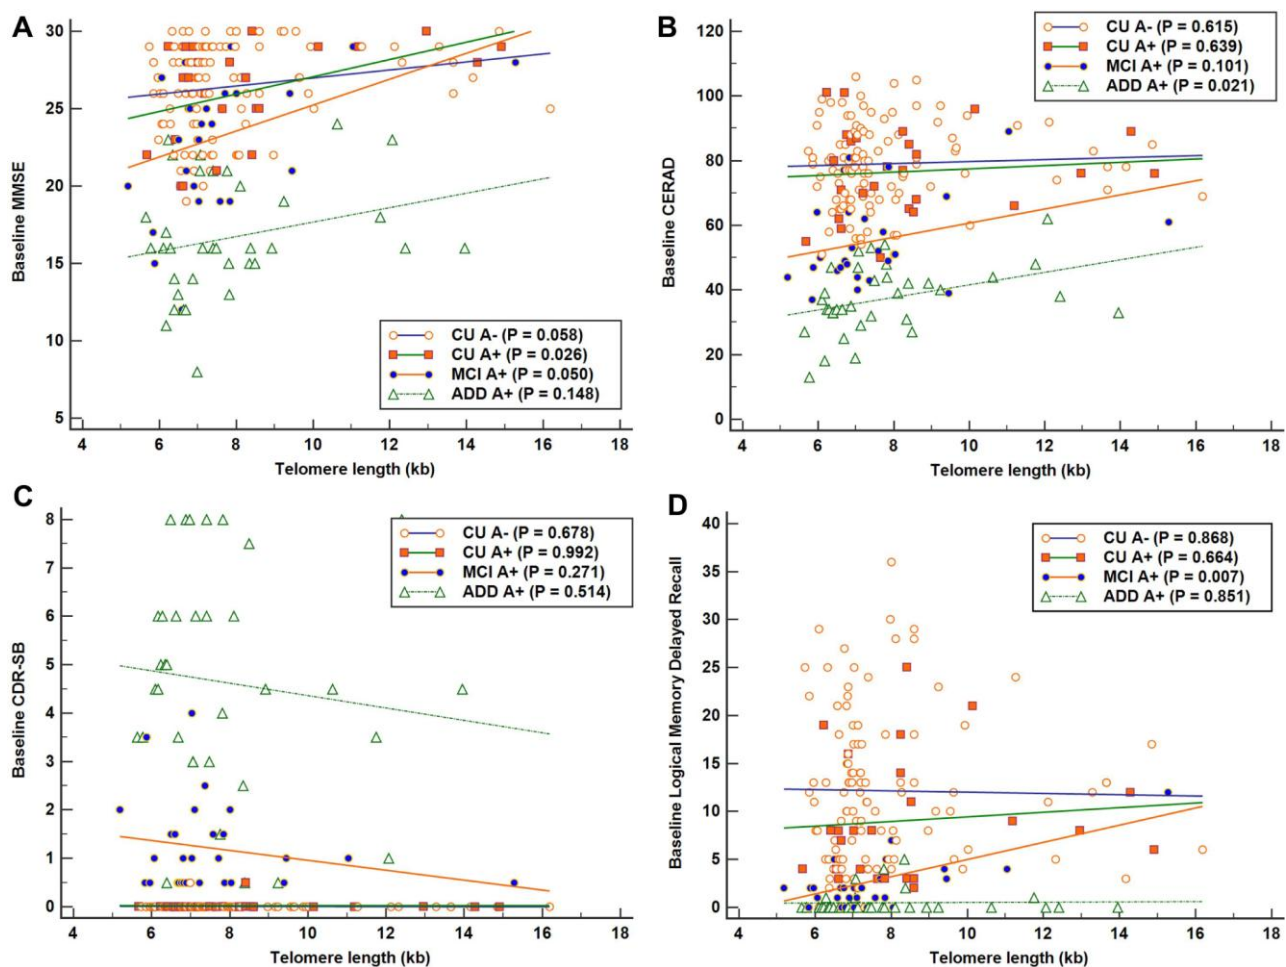 A
Baseline MMSE
30
25
20
15
10
5
CU A- (P = 0.058)
CU A+ (P = 0.026)
MCI A+ (P = 0.050)
ADD A+ (P = 0.148)
4 6 8 10 12 14 16 18
Telomere length (kb)
B
Baseline CERAD
120
100
80
60
40
20
0
CU A- (P = 0.615)
CU A+ (P = 0.639)
MCI A+ (P = 0.101)
ADD A+ (P = 0.021)
4 6 8 10 12 14 16 18
Telomere length (kb)
C
Baseline CDR-SB
8
7
6
5
4
3
2
1
0
CU A- (P = 0.678)
CU A+ (P = 0.992)
MCI A+ (P = 0.271)
ADD A+ (P = 0.514)
4 6 8 10 12 14 16 18
Telomere length (kb)
D
Baseline Logical Memory Delayed Recall
40
35
30
25
20
15
10
5
0
CU A- (P = 0.868)
CU A+ (P = 0.664)
MCI A+ (P = 0.007)
ADD A+ (P = 0.851)
4 6 8 10 12 14 16 18
Telomere length (kb)